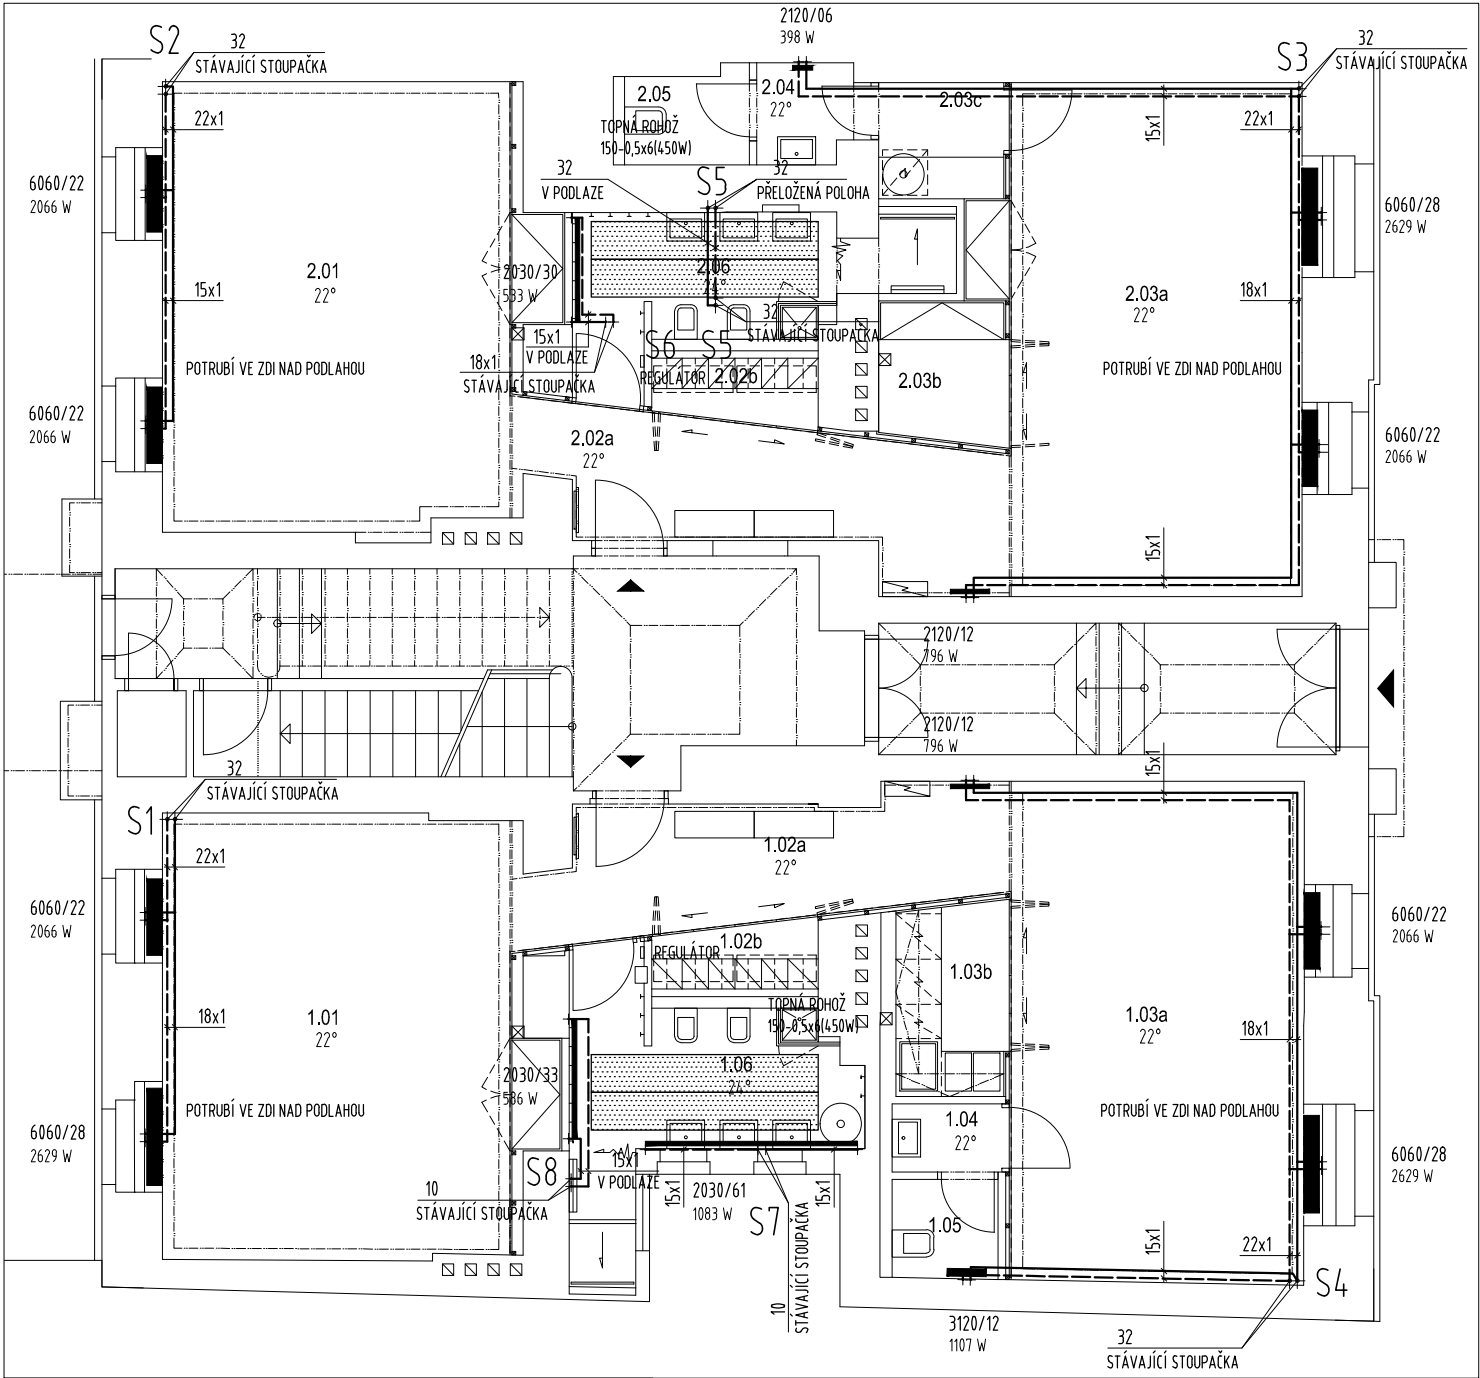 2120/06
398 W
S2
32
STÁVAJÍCÍ STOUPAČKA
S3
32
STÁVAJÍCÍ STOUPAČKA
2.05
2.04
22°
2.03c
TOPNÁ ROHOŽ
150-0,5x6(450W)
22x1
15x1
22x1
32
V PODLAZE
S5
32
PŘELOŽENÁ POLOHA
6060/22
2066 W
6060/28
2629 W
2.01
22°
2030/30
533 W
2.06
24°
2.03a
22°
15x1
18x1
32
STÁVAJÍCÍ STOUPAČKA
15x1
V PODLAZE
S6
S5
18x1
STÁVAJÍCÍ STOUPAČKA
REGULÁTOR
2.02b
2.03b
POTRUBÍ VE ZDI NAD PODLAHOU
POTRUBÍ VE ZDI NAD PODLAHOU
6060/22
2066 W
6060/22
2066 W
2.02a
22°
15x1
2120/12
796 W
2120/12
796 W
15x1
32
STÁVAJÍCÍ STOUPAČKA
S1
22x1
1.02a
22°
6060/22
2066 W
6060/22
2066 W
1.02b
REGULÁTOR
1.03b
TOPNÁ ROHOŽ
150-0,5x6(450W)
18x1
1.01
22°
1.03a
22°
18x1
2030/33
586 W
1.06
24°
POTRUBÍ VE ZDI NAD PODLAHOU
POTRUBÍ VE ZDI NAD PODLAHOU
1.04
22°
6060/28
2629 W
6060/28
2629 W
S8
15x1
V PODLAZE
10
STÁVAJÍCÍ STOUPAČKA
15x1
2030/61
1083 W
15x1
S7
10
STÁVAJÍCÍ STOUPAČKA
1.05
15x1
22x1
S4
3120/12
1107 W
32
STÁVAJÍCÍ STOUPAČKA